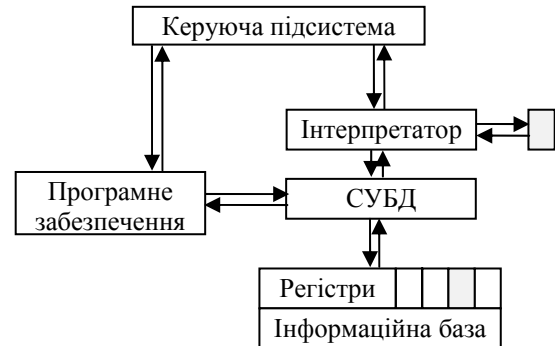 Керуюча підсистема
Інтерпретатор
Програмне
забезпечення
СУБД
Регістри
Інформаційна база